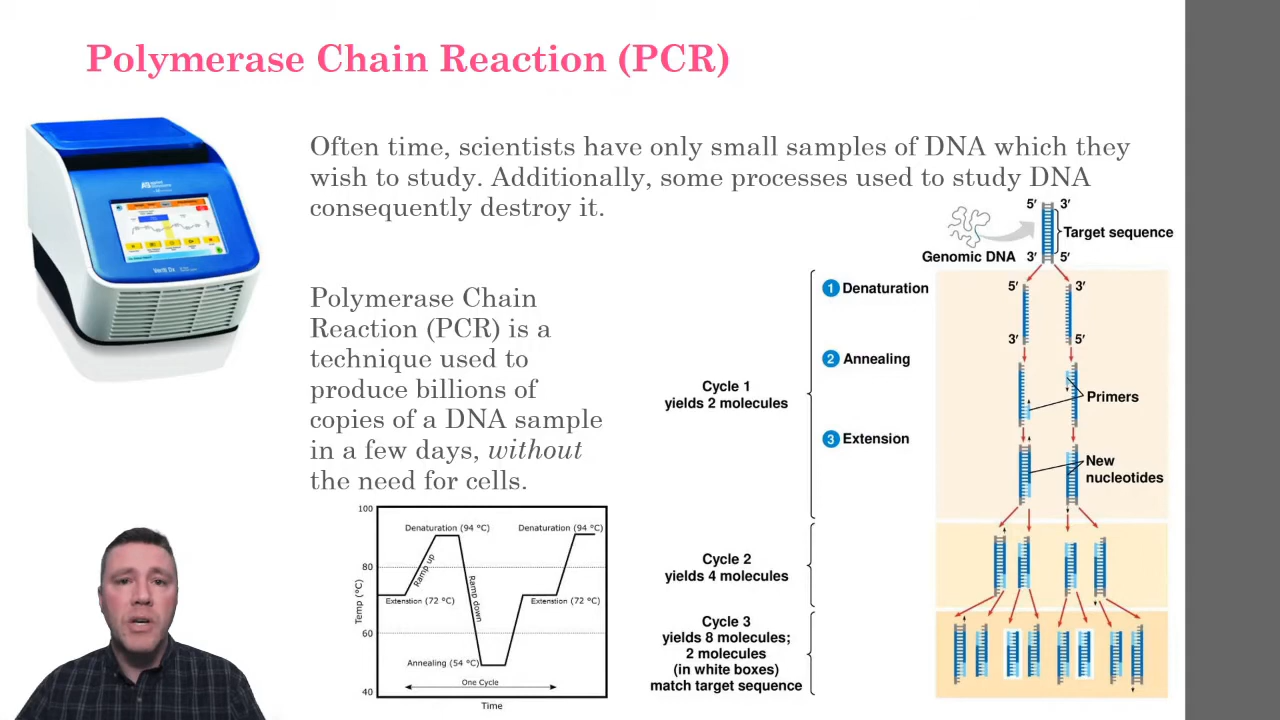 Polymerase Chain Reaction (PCR)
Often time, scientists have only small samples of DNA which they
wish to study. Additionally, some processes used to study DNA
consequently destroy it.
Polymerase Chain
Reaction (PCR) is a
technique used to
produce billions of
copies of a DNA sample
in a few days, without
the need for cells.
5′ 3′
Target sequence
Genomic DNA 3′ 5′
1 Denaturation
5′ 3′
3′ 5′
2 Annealing
Primers
Cycle 1
yields 2 molecules
3 Extension
New
nucleotides
Cycle 2
yields 4 molecules
Cycle 3
yields 8 molecules;
2 molecules
(in white boxes)
match target sequence
100
Denaturation (94 °C) Denaturation (94 °C)
80
Ramp up
Ramp down
Extenstion (72 °C) Extenstion (72 °C)
Temp (°C)
60
Annealing (54 °C)
One Cycle
40
Time